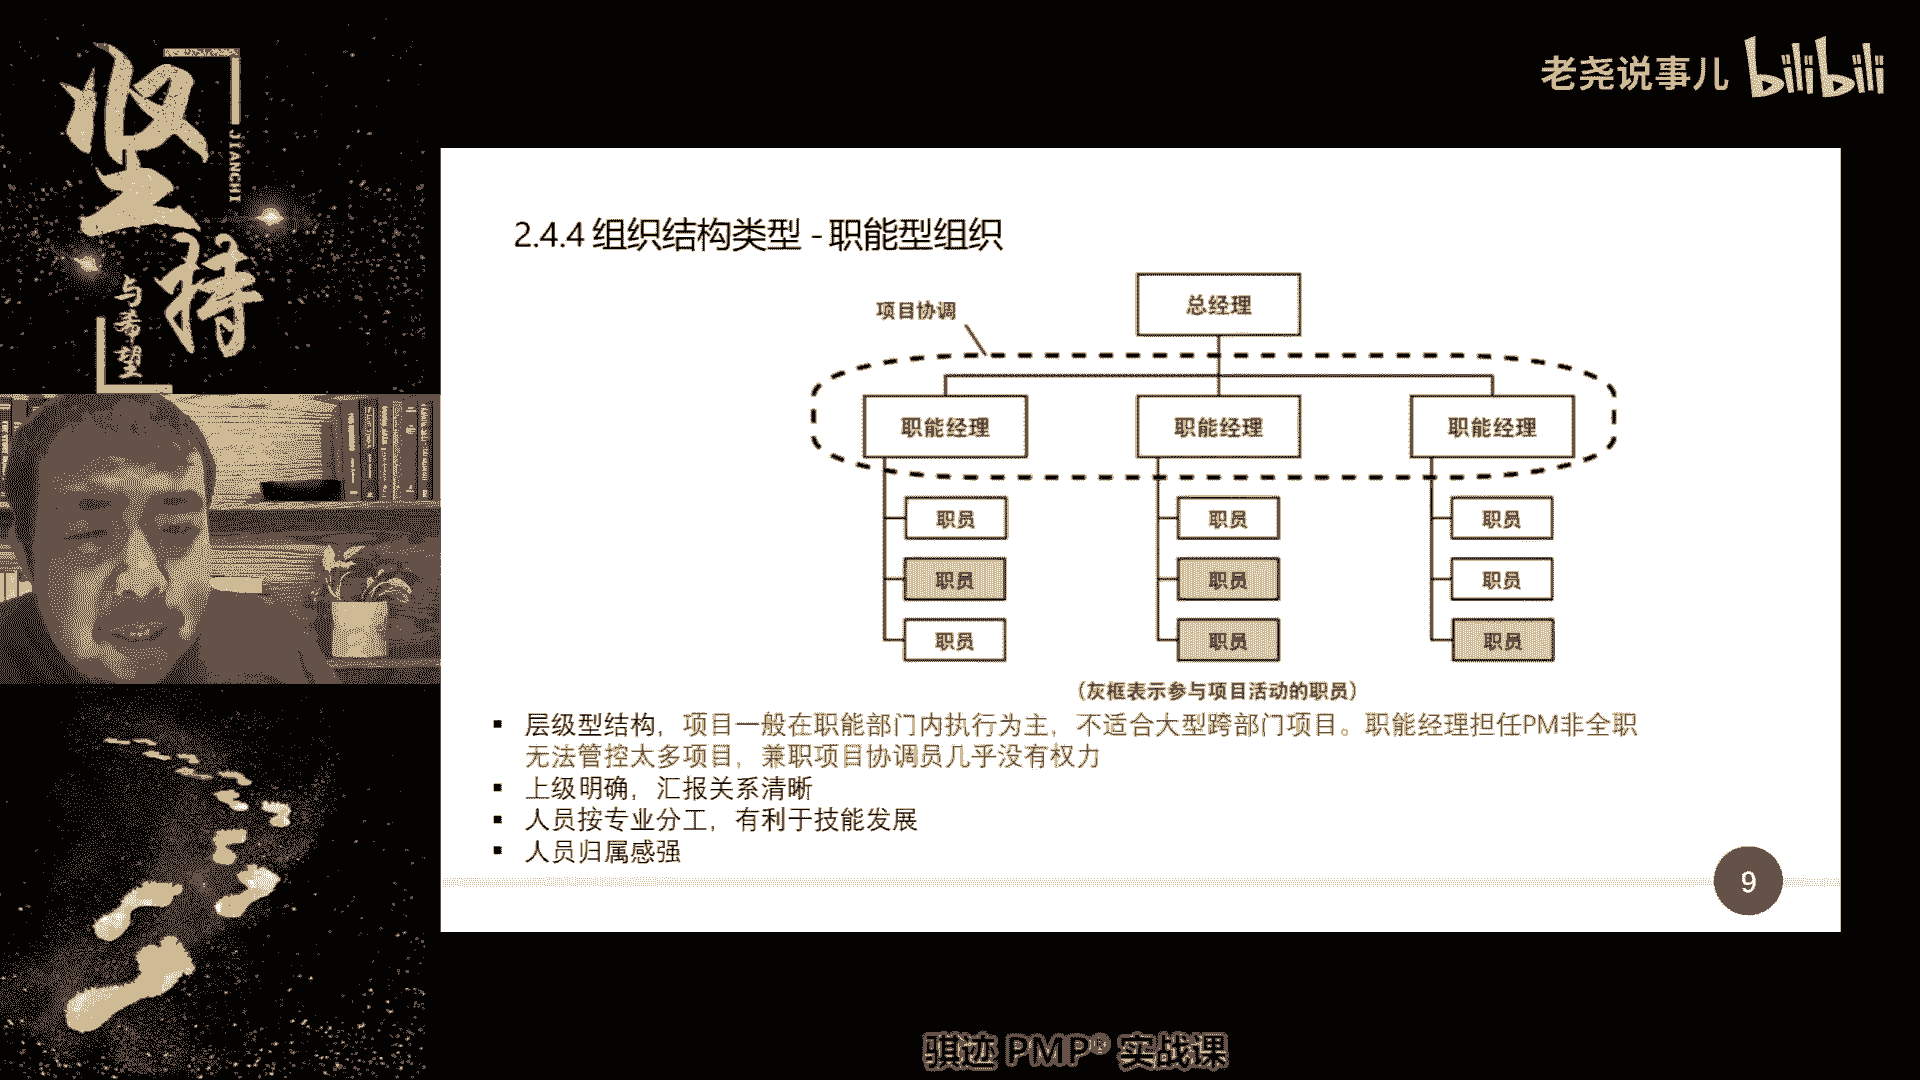 坚持
JIANCHI
与希望
老尧说事儿 bilibili
2.4.4 组织结构类型 - 职能型组织
项目协调
总经理
职能经理 职能经理 职能经理
职员 职员 职员
职员 职员 职员
职员 职员 职员
（灰框表示参与项目活动的职员）
▪ 层级型结构，项目一般在职能部门内执行为主，不适合大型跨部门项目。职能经理担任PM非全职
无法管控太多项目，兼职项目协调员几乎没有权力
▪ 上级明确，汇报关系清晰
▪ 人员按专业分工，有利于技能发展
▪ 人员归属感强
9
骐迹 PMP® 实战课